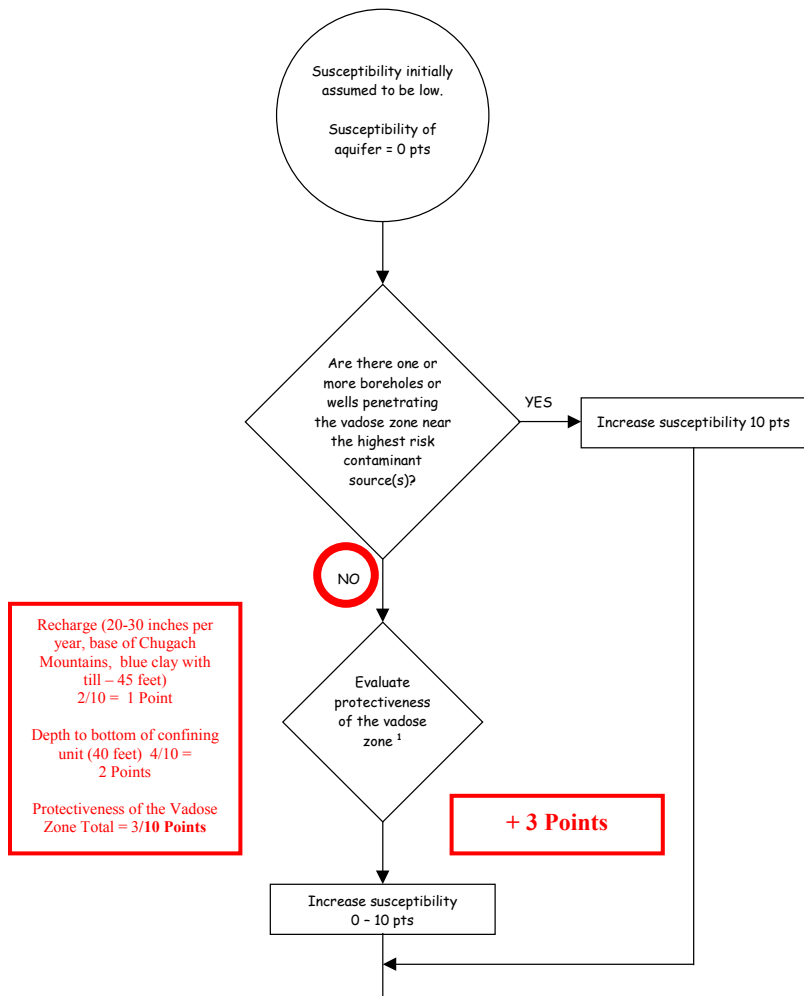 Susceptibility initially
assumed to be low.
Susceptibility of
aquifer = 0 pts
Are there one or
more boreholes or
wells penetrating
the vadose zone near
the highest risk
contaminant
source(s)?
YES
Increase susceptibility 10 pts
NO
Recharge (20-30 inches per
year, base of Chugach
Mountains, blue clay with
till – 45 feet)
2/10 = 1 Point
Depth to bottom of confining
unit (40 feet) 4/10 =
2 Points
Protectiveness of the Vadose
Zone Total = 3/10 Points
Evaluate
protectiveness
of the vadose
zone ¹
+ 3 Points
Increase susceptibility
0 – 10 pts